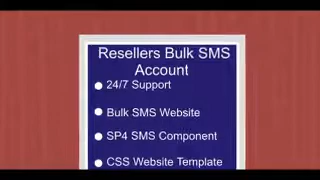 Resellers Bulk SMS
Account
24/7 Support
Bulk SMS Website
SP4 SMS Component
CSS Website Template